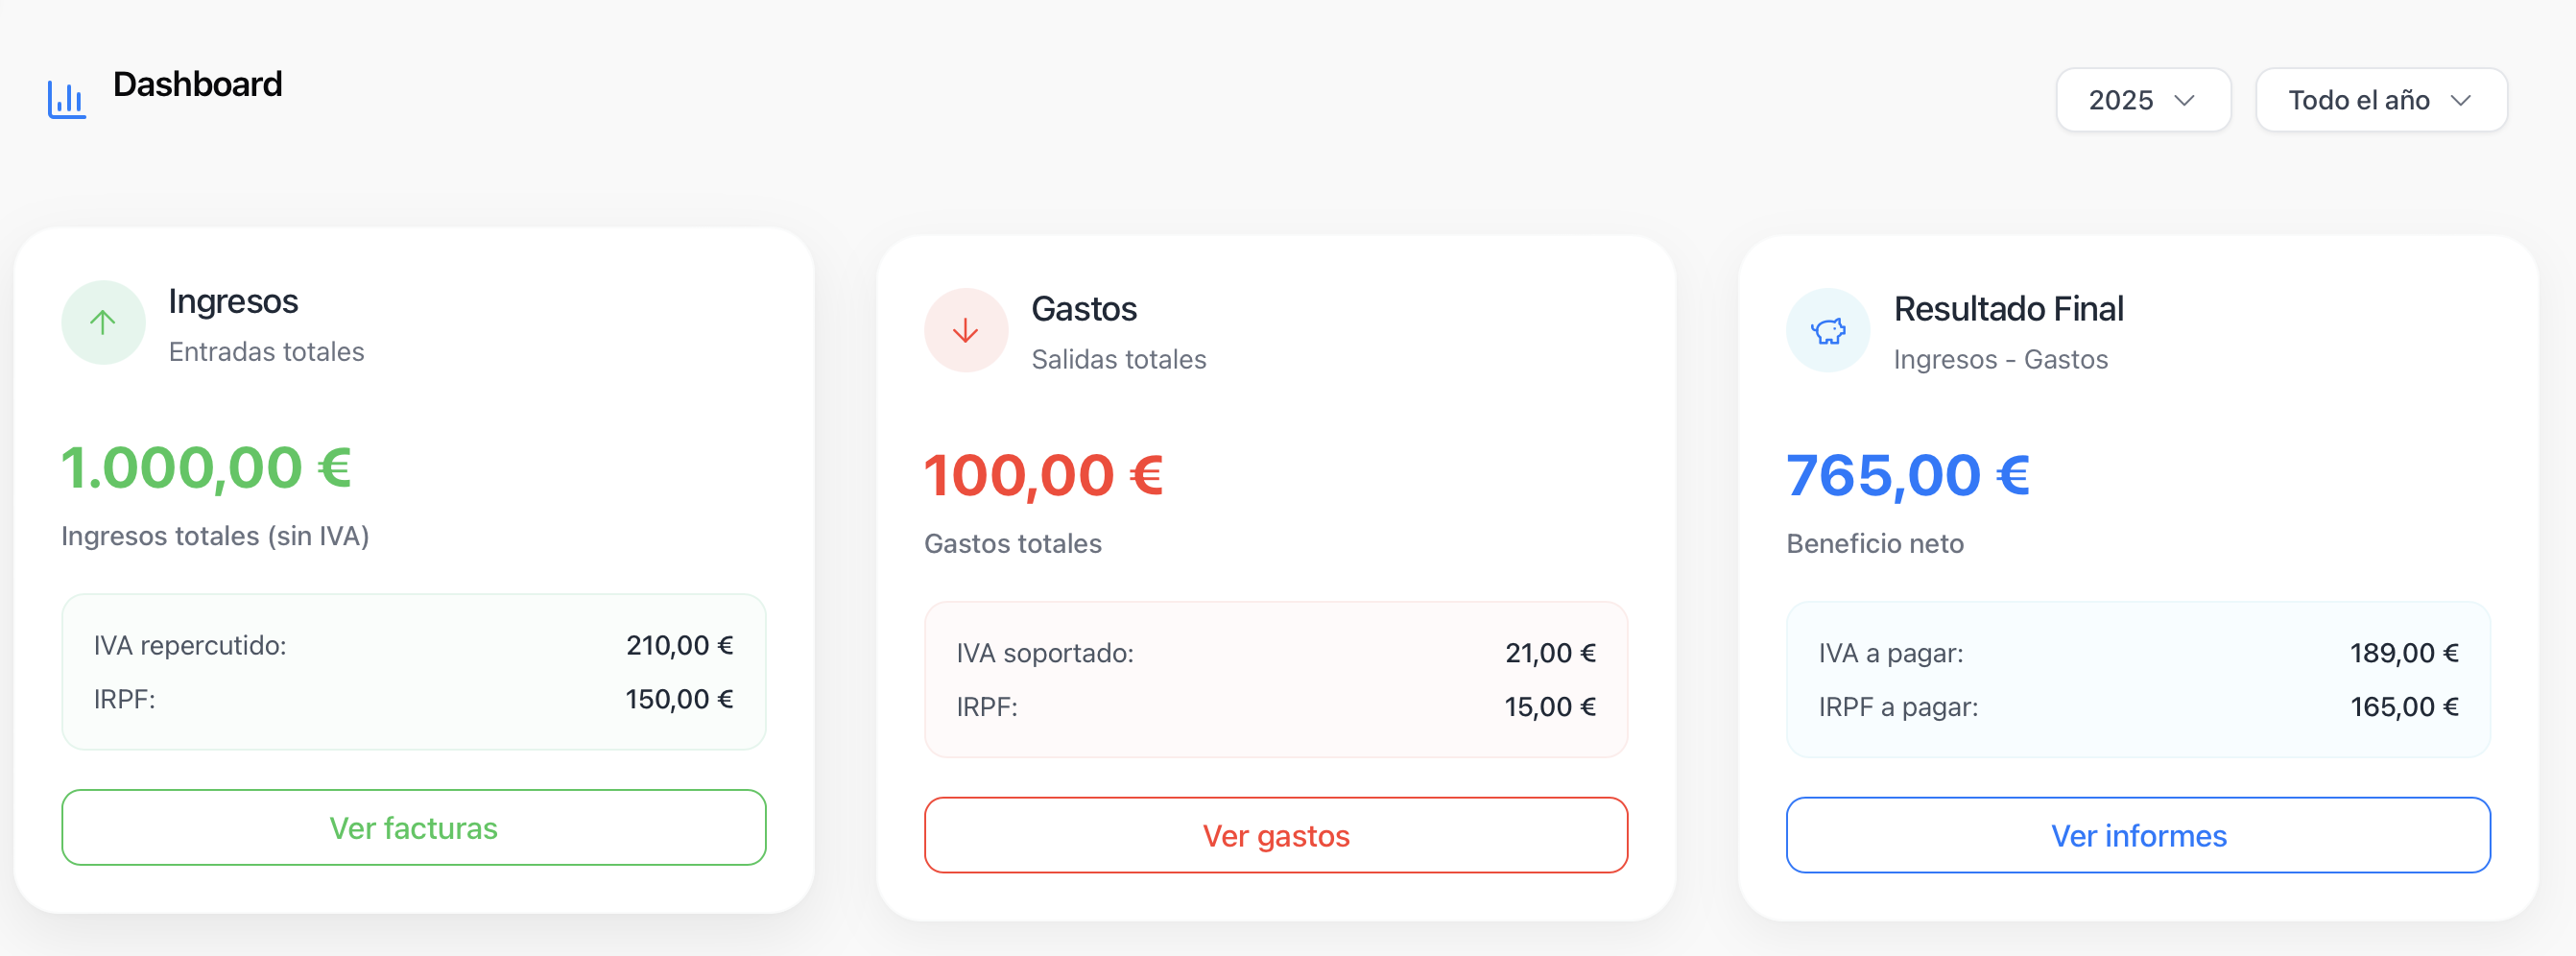 Dashboard
2025
Todo el año
Ingresos
Entradas totales
1.000,00 €
Ingresos totales (sin IVA)
IVA repercutido: 210,00 €
IRPF: 150,00 €
Ver facturas
Gastos
Salidas totales
100,00 €
Gastos totales
IVA soportado: 21,00 €
IRPF: 15,00 €
Ver gastos
Resultado Final
Ingresos - Gastos
765,00 €
Beneficio neto
IVA a pagar: 189,00 €
IRPF a pagar: 165,00 €
Ver informes